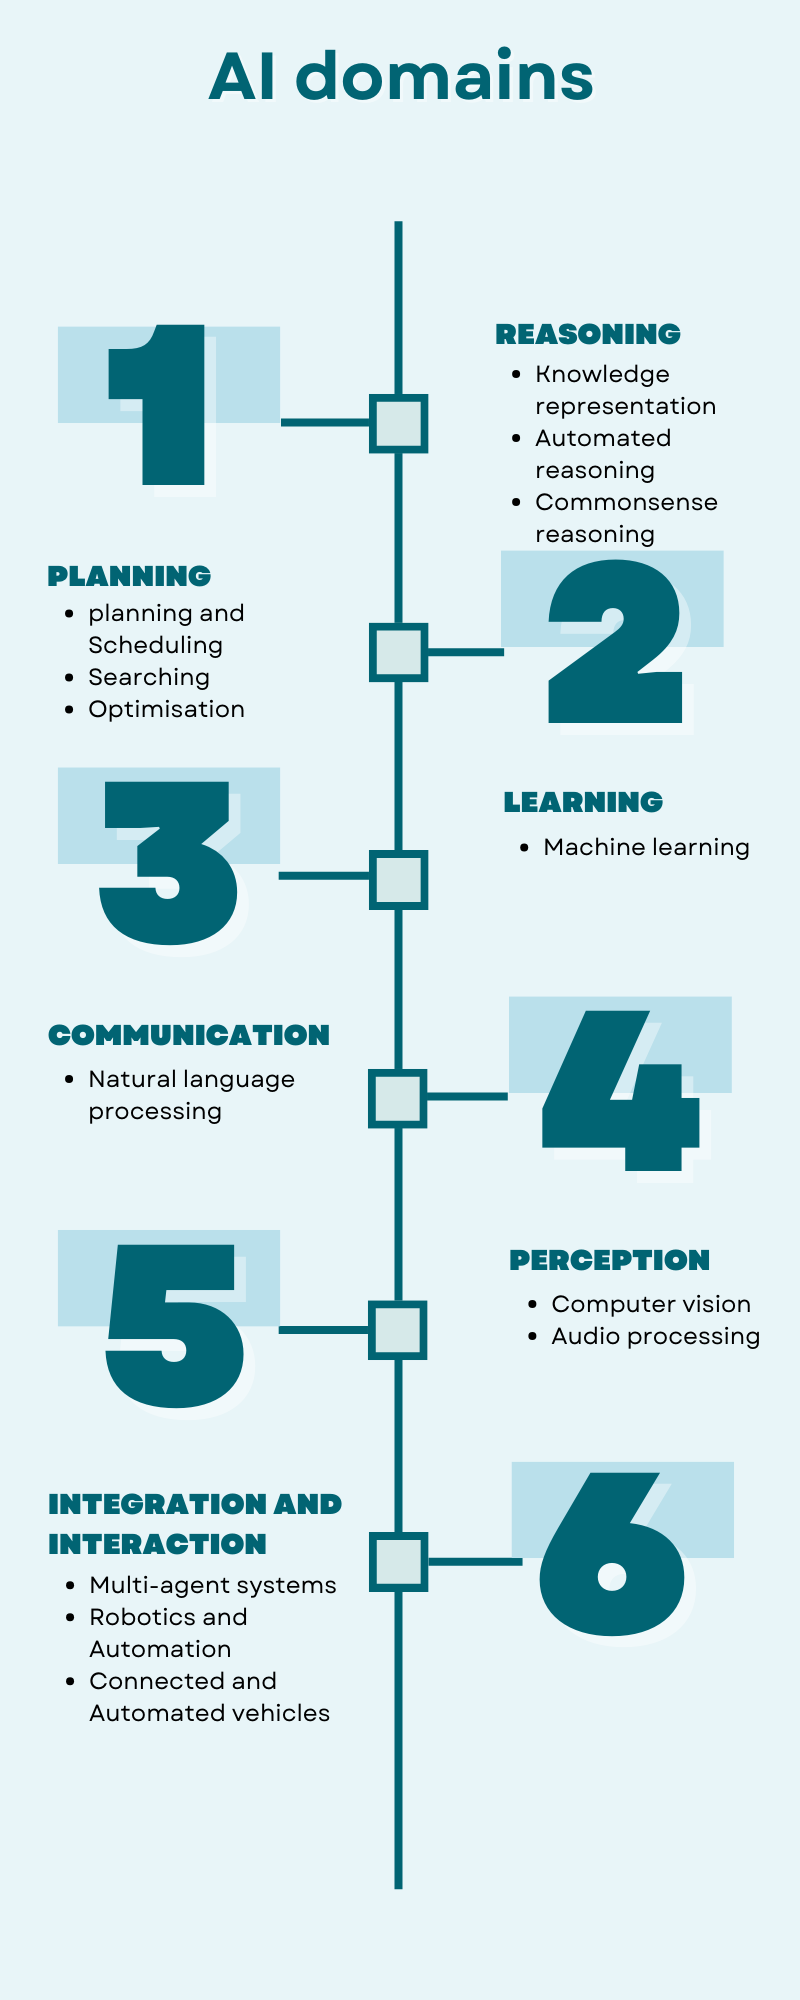 AI domains
1
REASONING
Knowledge
representation
Automated
reasoning
Commonsense
reasoning
2
PLANNING
planning and
Scheduling
Searching
Optimisation
3
LEARNING
Machine learning
4
COMMUNICATION
Natural language
processing
5
PERCEPTION
Computer vision
Audio processing
6
INTEGRATION AND
INTERACTION
Multi-agent systems
Robotics and
Automation
Connected and
Automated vehicles